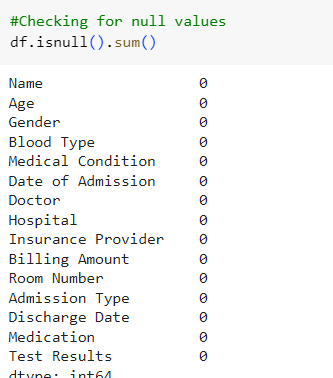 #Checking for null values
df.isnull().sum()
Name 0
Age 0
Gender 0
Blood Type 0
Medical Condition 0
Date of Admission 0
Doctor 0
Hospital 0
Insurance Provider 0
Billing Amount 0
Room Number 0
Admission Type 0
Discharge Date 0
Medication 0
Test Results 0
dtype: int64